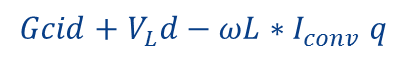 Gcid + V_L d − ωL * I_conv q